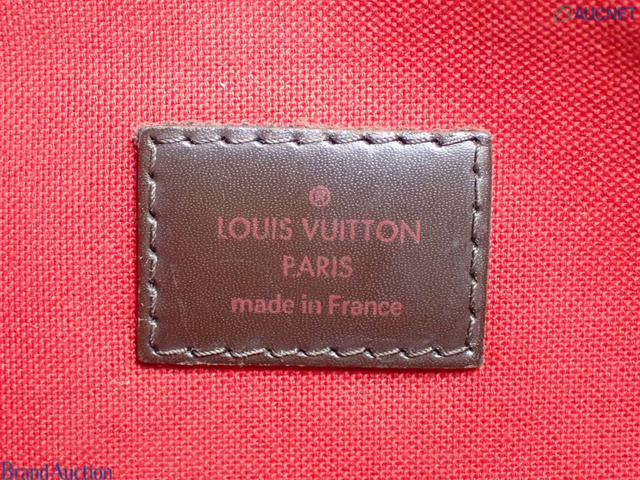 AUCNET
®
LOUIS VUITTON
PARIS
made in France
Brand Auction